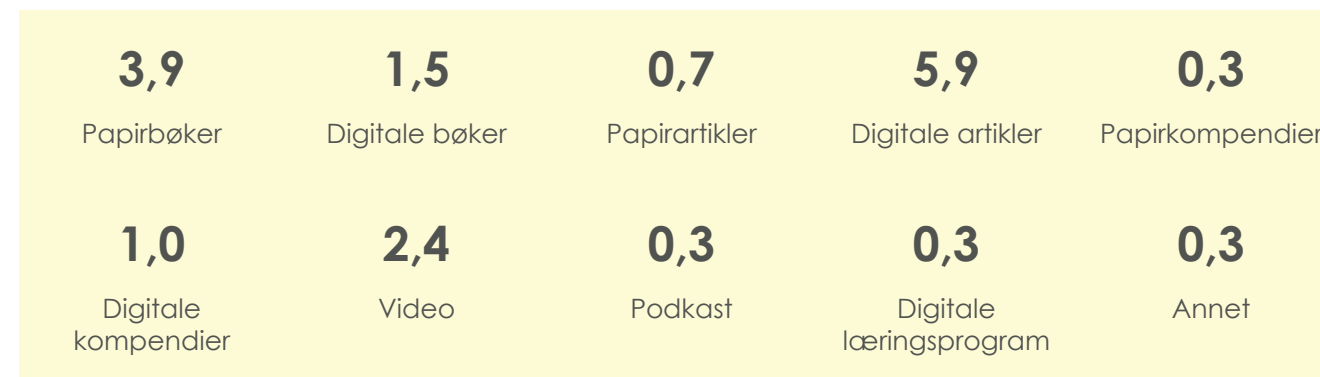 3,9 1,5 0,7 5,9 0,3
Papirbøker Digitale bøker Papirartikler Digitale artikler Papirkompendier
1,0 2,4 0,3 0,3 0,3
Digitale Video Podkast Digitale Annet
kompendier læringsprogram